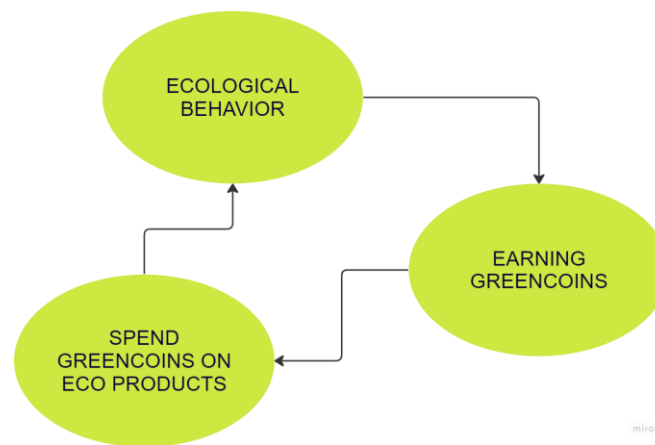 ECOLOGICAL
BEHAVIOR
EARNING
GREENCOINS
SPEND
GREENCOINS ON
ECO PRODUCTS
miro